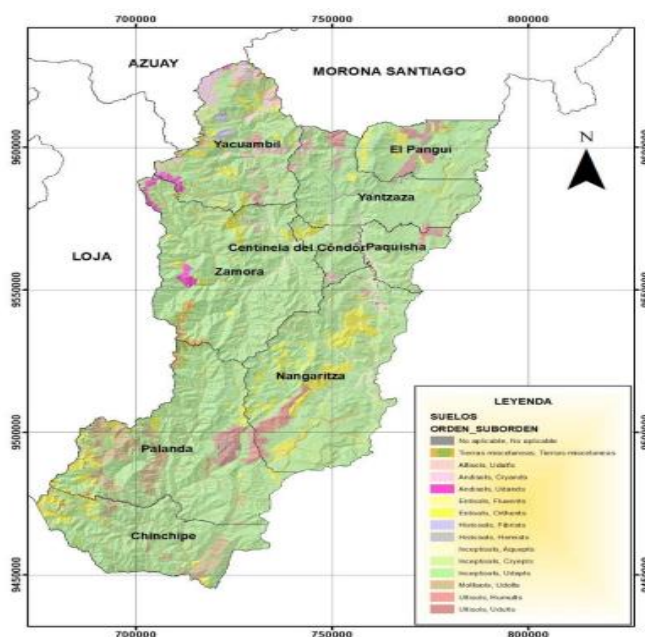 700000 750000 800000
AZUAY
MORONA SANTIAGO
N
9600000
Yacuambi
El Pangui
Yantzaza
Centinela del Cóndor
Paquisha
LOJA
Zamora
9550000
Nangaritza
9500000
Palanda
Chinchipe
9450000
LEYENDA
SUELOS
ORDEN_SUBORDEN
No aplicable, No aplicable
Tierras miscelaneas, Tierras miscelaneas
Alfisols, Udalfs
Andisols, Cryands
Andisols, Ustands
Entisols, Fluvents
Entisols, Orthents
Histosols, Fibrists
Histosols, Hemists
Inceptisols, Aquepts
Inceptisols, Cryepts
Inceptisols, Udepts
Mollisols, Udolls
Ultisols, Humults
Ultisols, Udults
700000 750000 800000